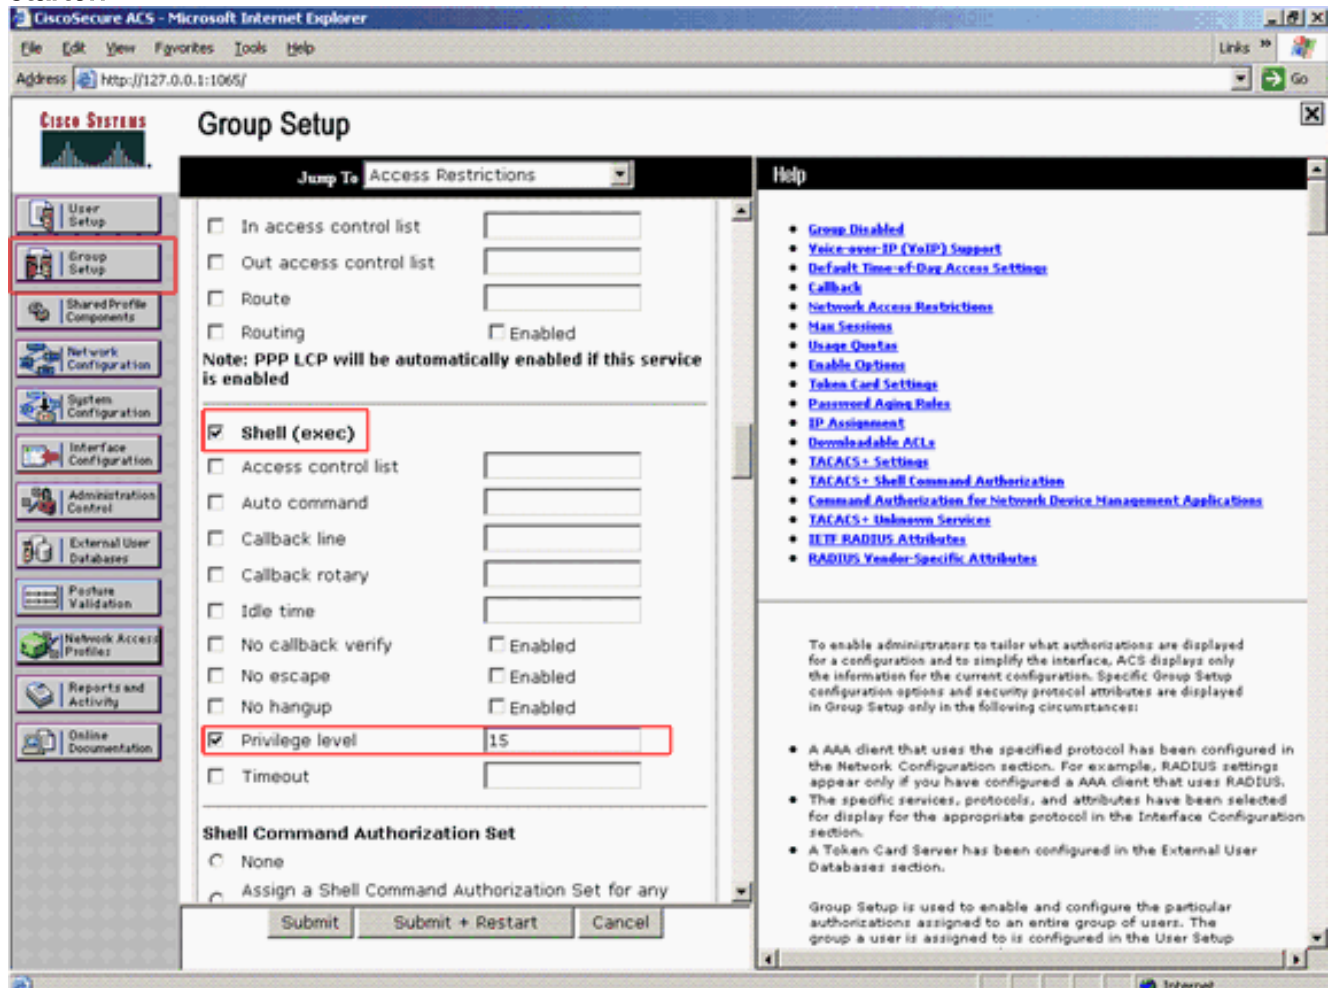 CiscoSecure ACS - Microsoft Internet Explorer
File Edit View Favorites Tools Help
Links »
Address http://127.0.0.1:1065/
Go
CISCO SYSTEMS
Group Setup
Jump To Access Restrictions
Help
User Setup
Group Setup
Shared Profile Components
Network Configuration
System Configuration
Interface Configuration
Administration Control
External User Databases
Posture Validation
Network Access Profiles
Reports and Activity
Online Documentation
In access control list
Out access control list
Route
Routing Enabled
Note: PPP LCP will be automatically enabled if this service
is enabled
Shell (exec)
Access control list
Auto command
Callback line
Callback rotary
Idle time
No callback verify Enabled
No escape Enabled
No hangup Enabled
Privilege level 15
Timeout
Shell Command Authorization Set
None
Assign a Shell Command Authorization Set for any
Submit Submit + Restart Cancel
Group Disabled
Voice-over-IP (VoIP) Support
Default Time-of-Day Access Settings
Callback
Network Access Restrictions
Max Sessions
Usage Quotas
Enable Options
Token Card Settings
Password Aging Rules
IP Assignment
Downloadable ACLs
TACACS+ Settings
TACACS+ Shell Command Authorization
Command Authorization for Network Device Management Applications
TACACS+ Unknown Services
IETF RADIUS Attributes
RADIUS Vendor-Specific Attributes
To enable administrators to tailor what authorizations are displayed
for a configuration and to simplify the interface, ACS displays only
the information for the current configuration. Specific Group Setup
configuration options and security protocol attributes are displayed
in Group Setup only in the following circumstances:
A AAA client that uses the specified protocol has been configured in
the Network Configuration section. For example, RADIUS settings
appear only if you have configured a AAA client that uses RADIUS.
The specific services, protocols, and attributes have been selected
for display for the appropriate protocol in the Interface Configuration
section.
A Token Card Server has been configured in the External User
Databases section.
Group Setup is used to enable and configure the particular
authorizations assigned to an entire group of users. The
group a user is assigned to is configured in the User Setup
Internet